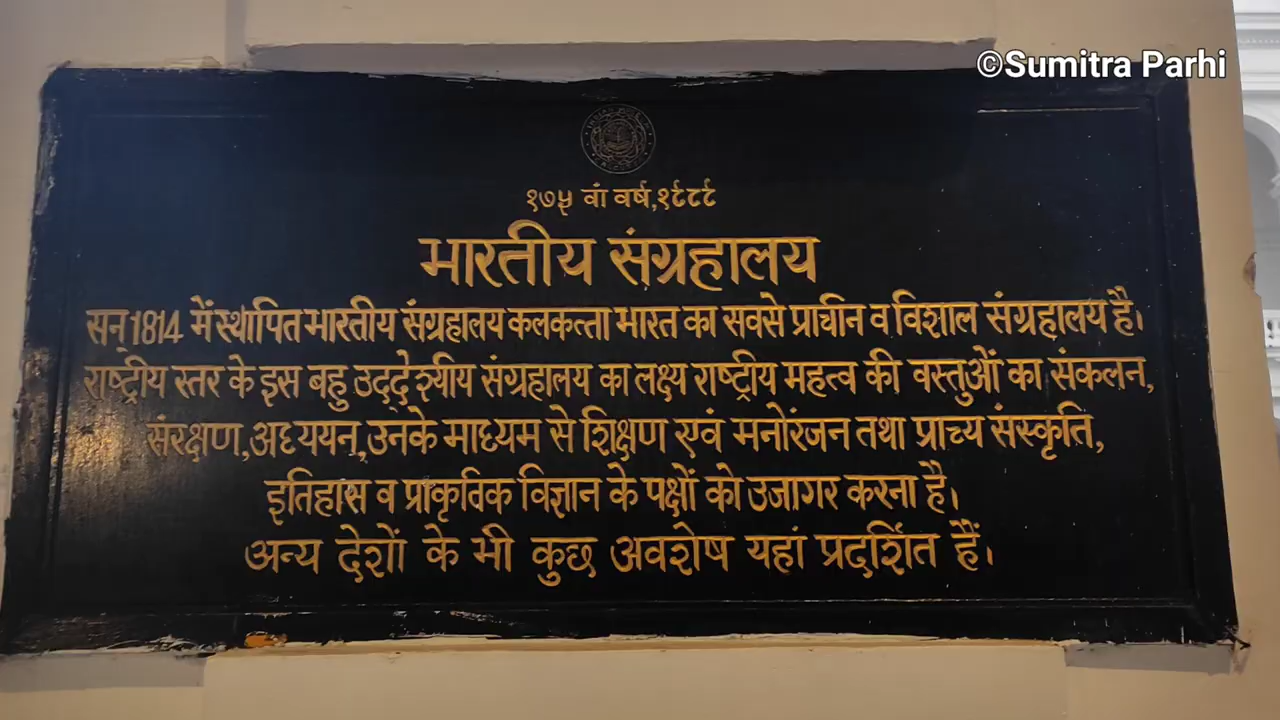 ©Sumitra Parhi
१७५ वां वर्ष,१९८९
भारतीय संग्रहालय
सन् 1814 में स्थापित भारतीय संग्रहालय कलकत्ता भारत का सबसे प्राचीन व विशाल संग्रहालय है।
राष्ट्रीय स्तर के इस बहु उद्देश्यीय संग्रहालय का लक्ष्य राष्ट्रीय महत्व की वस्तुओं का संकलन,
संरक्षण,अध्ययन,उनके माध्यम से शिक्षण एवं मनोरंजन तथा प्राच्य संस्कृति,
इतिहास व प्राकृतिक विज्ञान के पक्षों को उजागर करना है।
अन्य देशों के भी कुछ अवशेष यहां प्रदर्शित हैं।